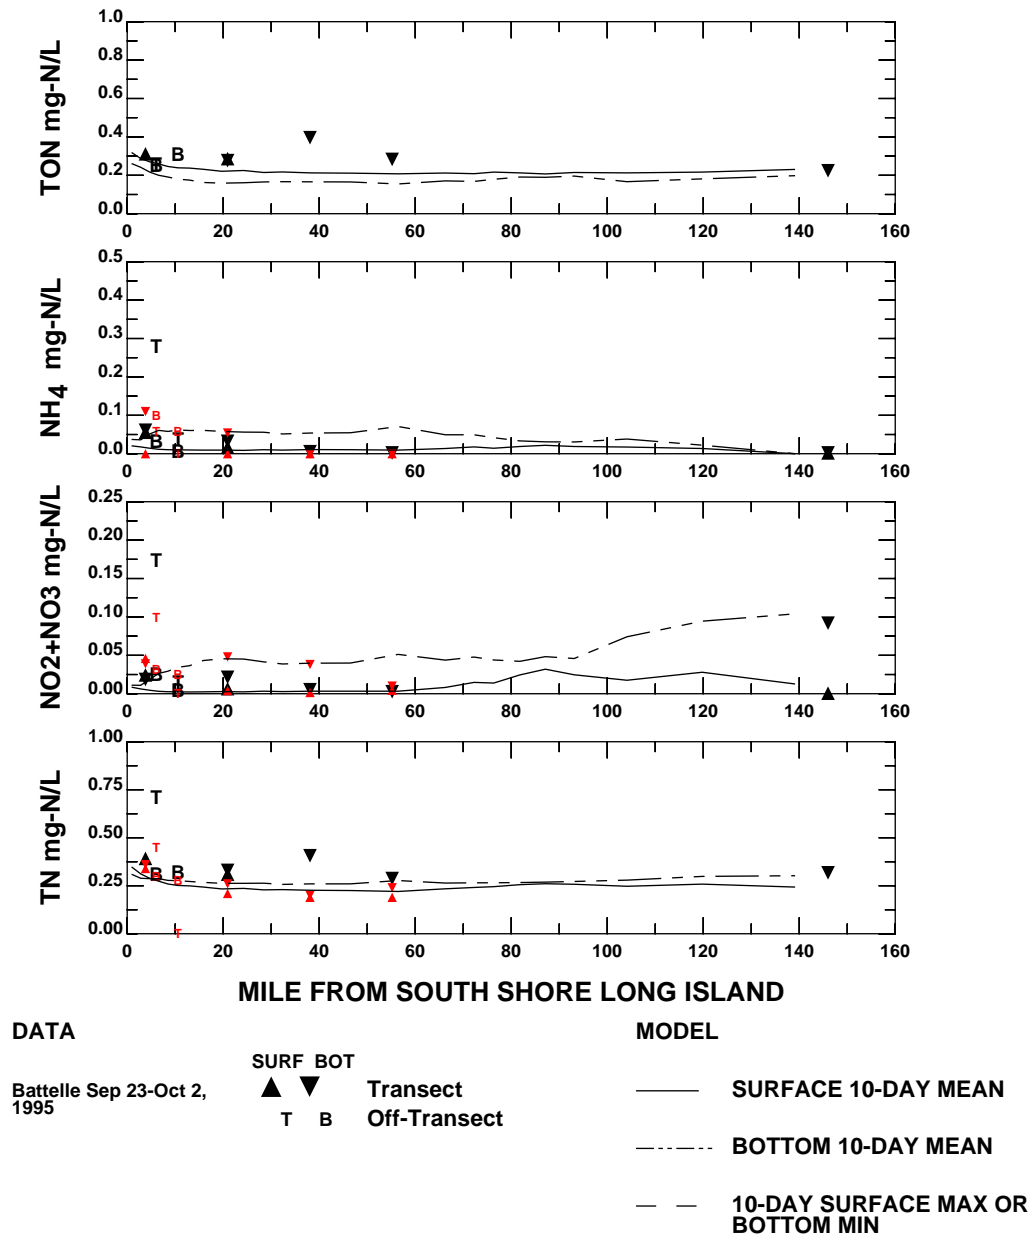 TON mg-N/L
1.0
0.8
0.6
0.4
0.2
0.0
0 20 40 60 80 100 120 140 160
B
T
B
NH4 mg-N/L
0.5
0.4
0.3
0.2
0.1
0.0
0 20 40 60 80 100 120 140 160
T
B
T
B
B
T
B
T
B
NO2+NO3 mg-N/L
0.25
0.20
0.15
0.10
0.05
0.00
0 20 40 60 80 100 120 140 160
T
T
B
B
B
T
B
T
TN mg-N/L
1.00
0.75
0.50
0.25
0.00
0 20 40 60 80 100 120 140 160
T
T
B
B
B
B
T
MILE FROM SOUTH SHORE LONG ISLAND
DATA
SURF BOT
Battelle Sep 23-Oct 2,
1995
Transect
T B Off-Transect
MODEL
SURFACE 10-DAY MEAN
BOTTOM 10-DAY MEAN
10-DAY SURFACE MAX OR
BOTTOM MIN